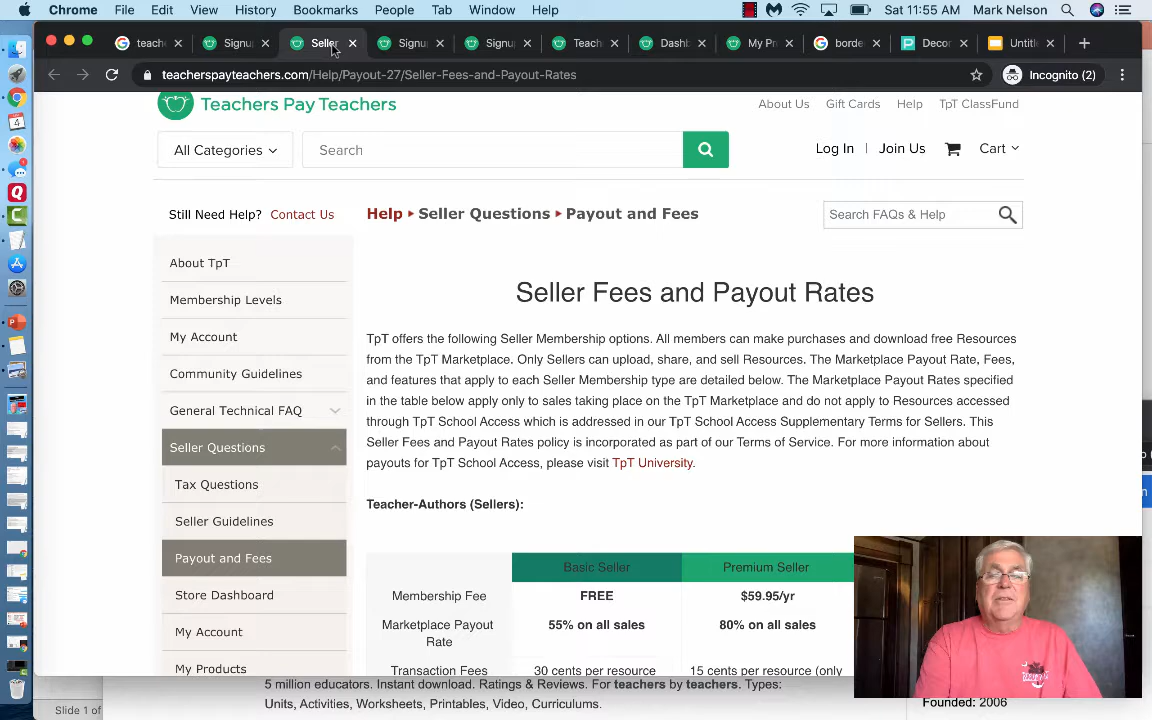 Chrome File Edit View History Bookmarks People Tab Window Help Sat 11:55 AM Mark Nelson
teache Signu Seller Signu Signu Teach Dashb My Pr borde Decor Untitl
teacherspayteachers.com/Help/Payout-27/Seller-Fees-and-Payout-Rates Incognito (2)
Teachers Pay Teachers About Us Gift Cards Help TpT ClassFund
All Categories Search Log In | Join Us Cart
Still Need Help? Contact Us Help ▸ Seller Questions ▸ Payout and Fees Search FAQs & Help
About TpT
Membership Levels
My Account
Community Guidelines
General Technical FAQ
Seller Questions
Tax Questions
Seller Guidelines
Payout and Fees
Store Dashboard
My Account
My Products
Seller Fees and Payout Rates
TpT offers the following Seller Membership options. All members can make purchases and download free Resources
from the TpT Marketplace. Only Sellers can upload, share, and sell Resources. The Marketplace Payout Rate, Fees,
and features that apply to each Seller Membership type are detailed below. The Marketplace Payout Rates specified
in the table below apply only to sales taking place on the TpT Marketplace and do not apply to Resources accessed
through TpT School Access which is addressed in our TpT School Access Supplementary Terms for Sellers. This
Seller Fees and Payout Rates policy is incorporated as part of our Terms of Service. For more information about
payouts for TpT School Access, please visit TpT University.
Teacher-Authors (Sellers):
Basic Seller Premium Seller
Membership Fee FREE $59.95/yr
Marketplace Payout Rate 55% on all sales 80% on all sales
Transaction Fees 30 cents per resource 15 cents per resource (only
5 million educators. Instant download. Ratings & Reviews. For teachers by teachers. Types:
Units, Activities, Worksheets, Printables, Video, Curriculums.
Founded: 2006
Slide 1 of